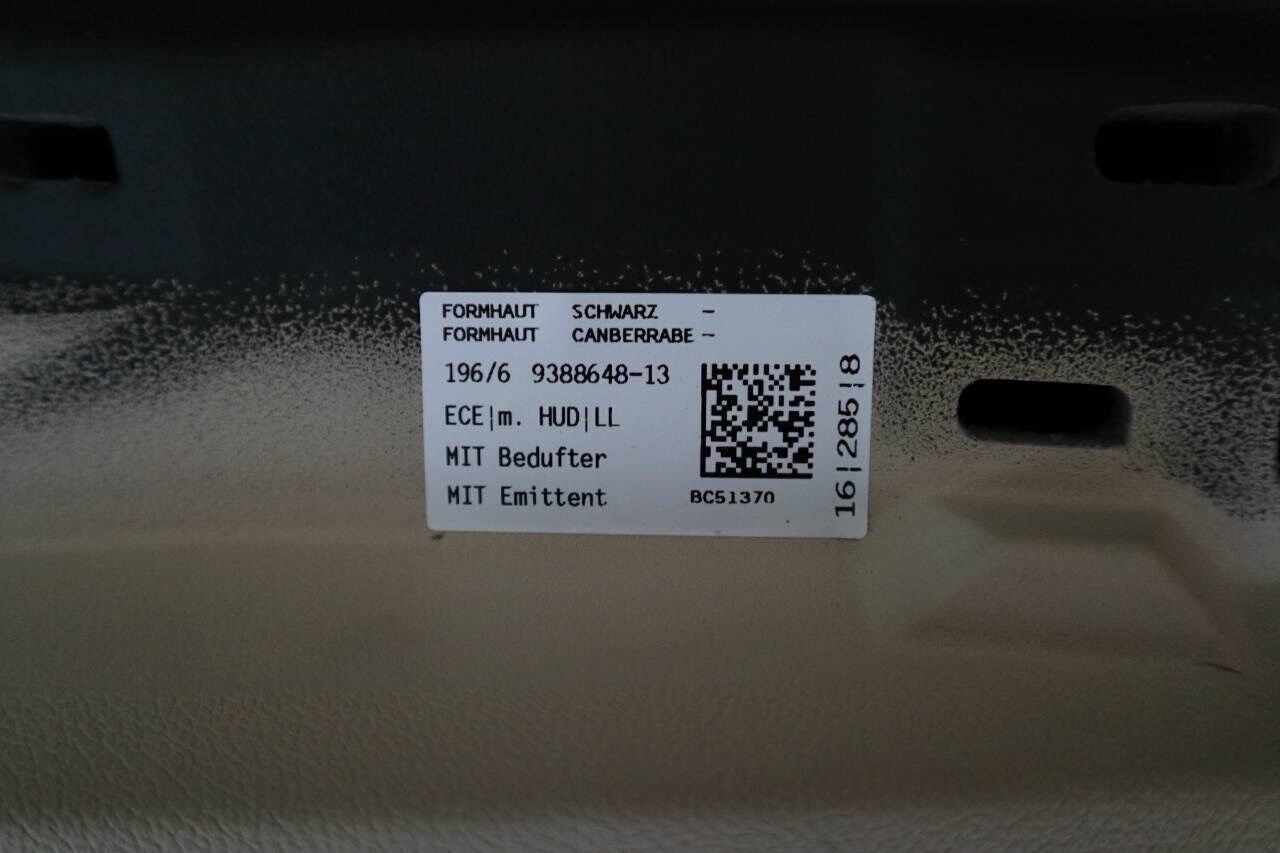 FORMHAUT SCHWARZ -
FORMHAUT CANBERRABE -
196/6 9388648-13
ECE|m. HUD|LL
MIT Bedufter
MIT Emittent
BC51370
16|285|8